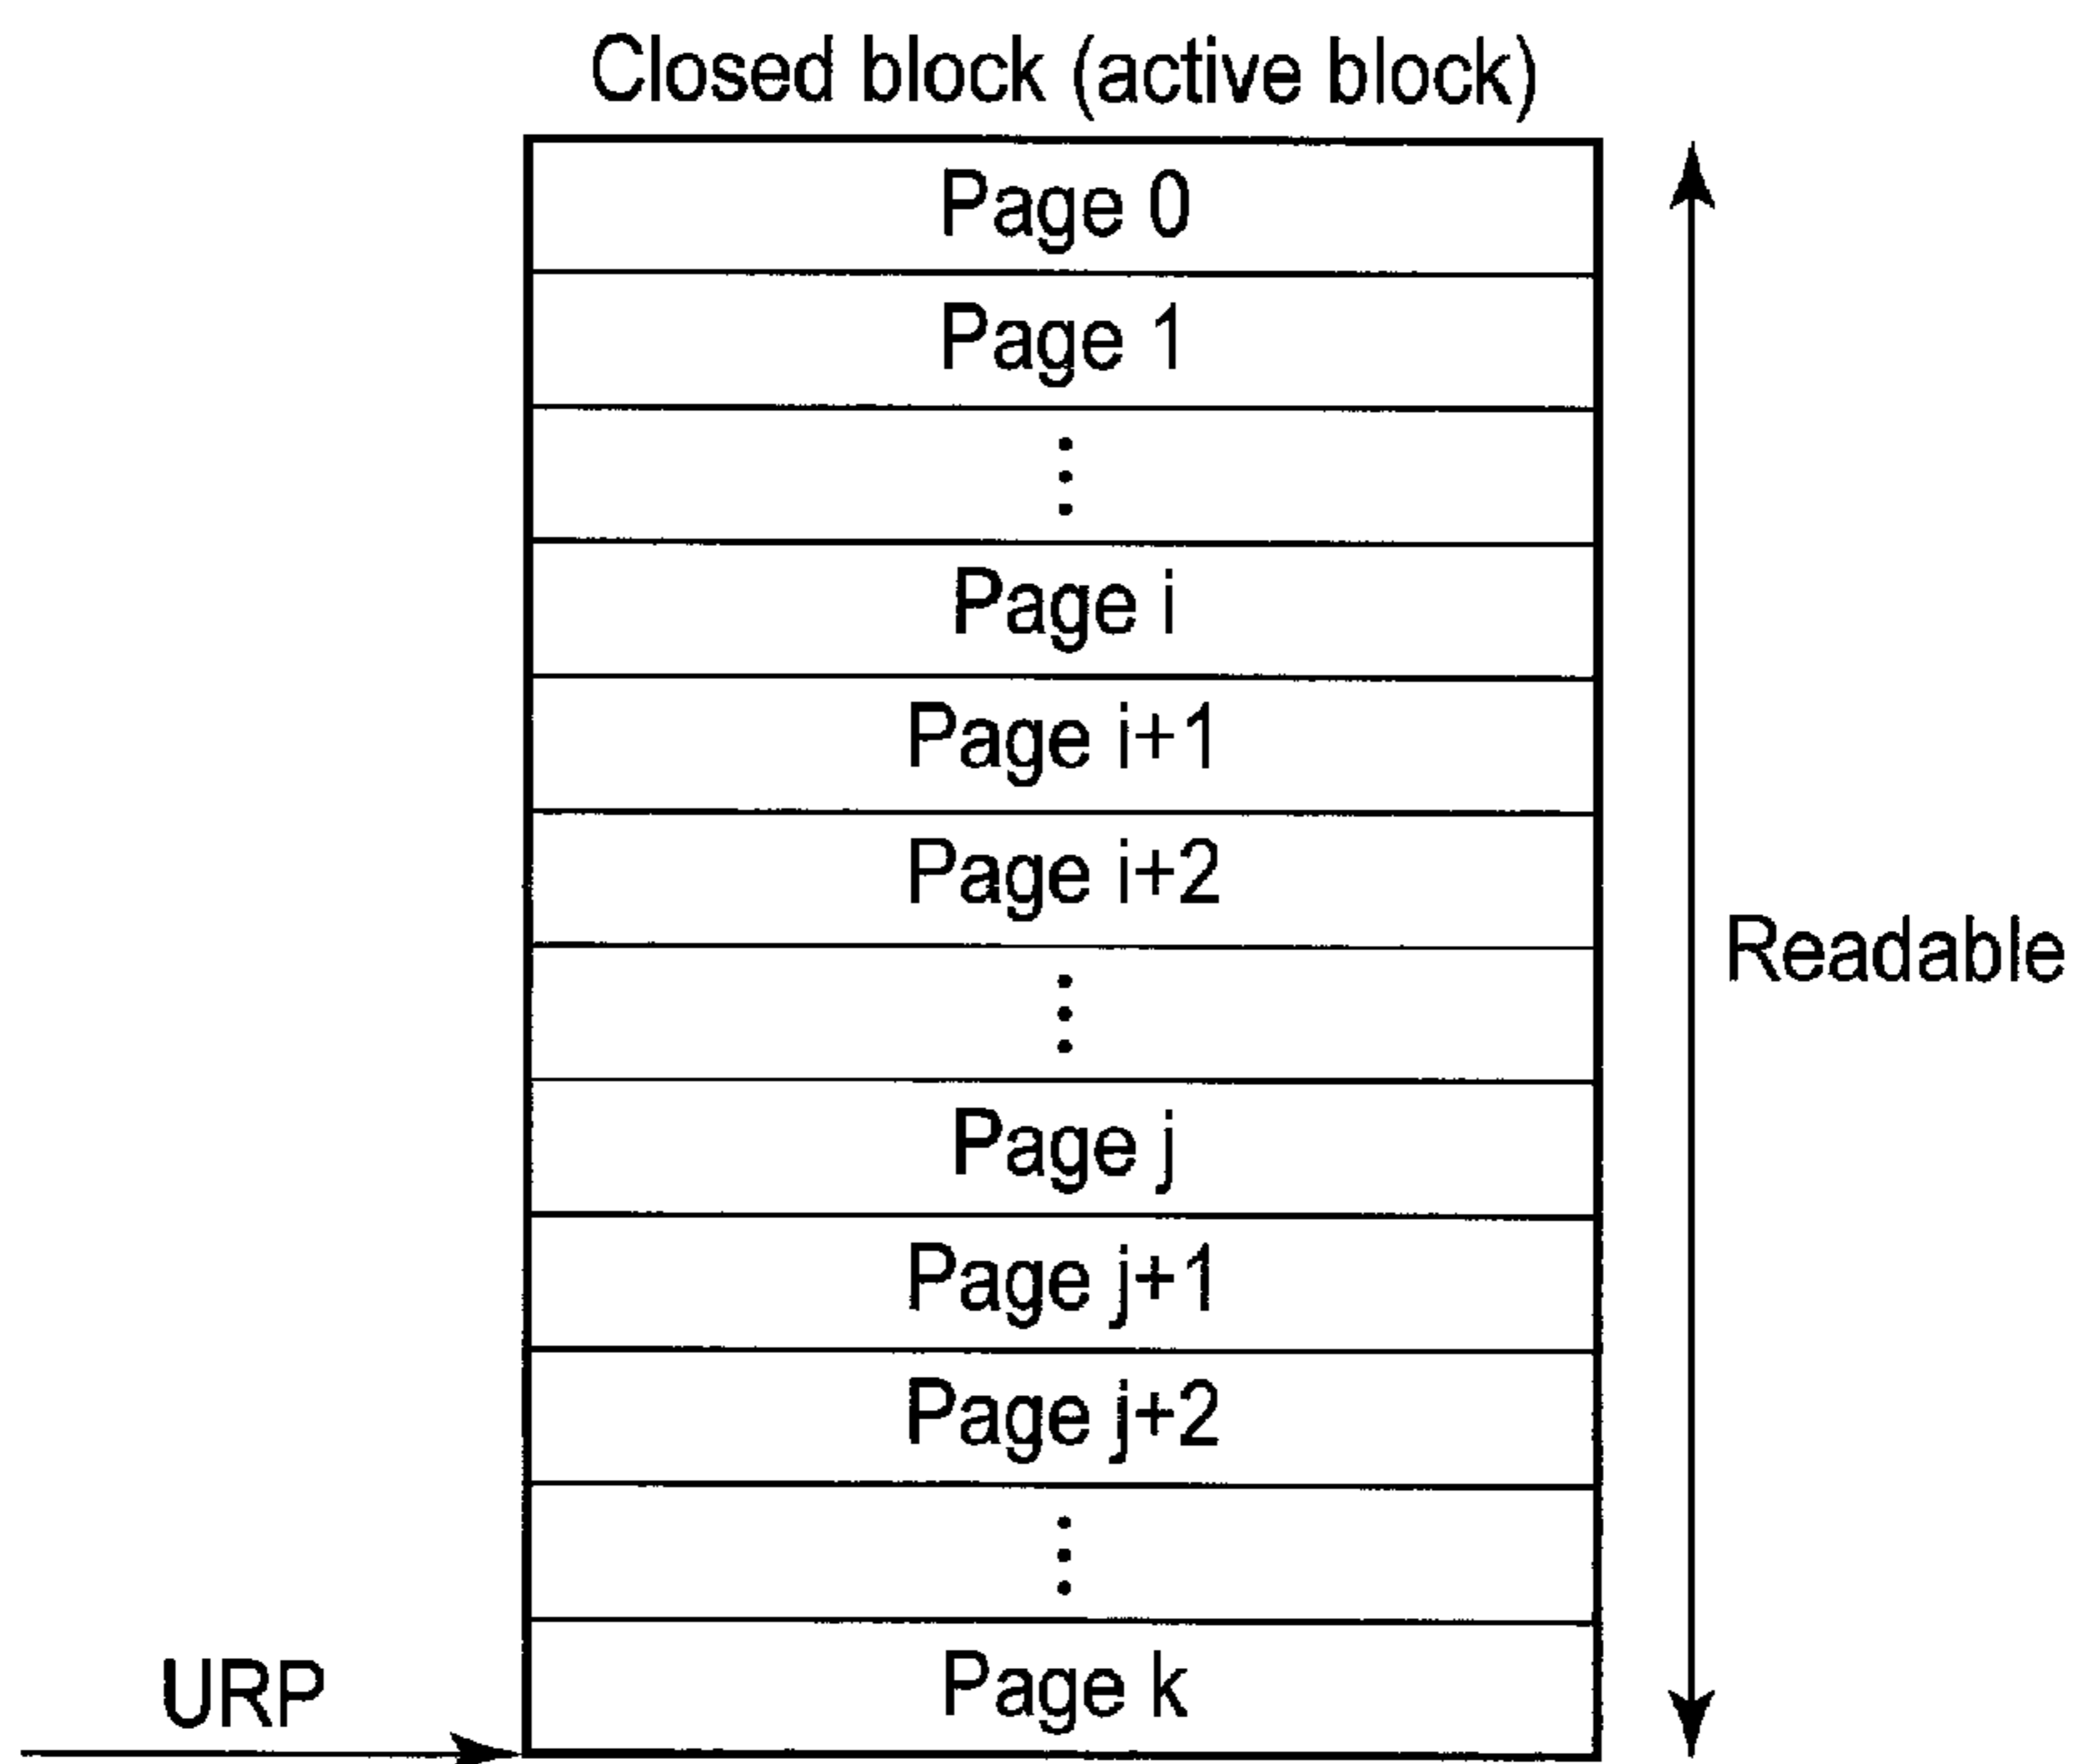 Closed block (active block)
Page 0
Page 1
⋮
Page i
Page i+1
Page i+2
Readable
⋮
Page j
Page j+1
Page j+2
⋮
URP
Page k